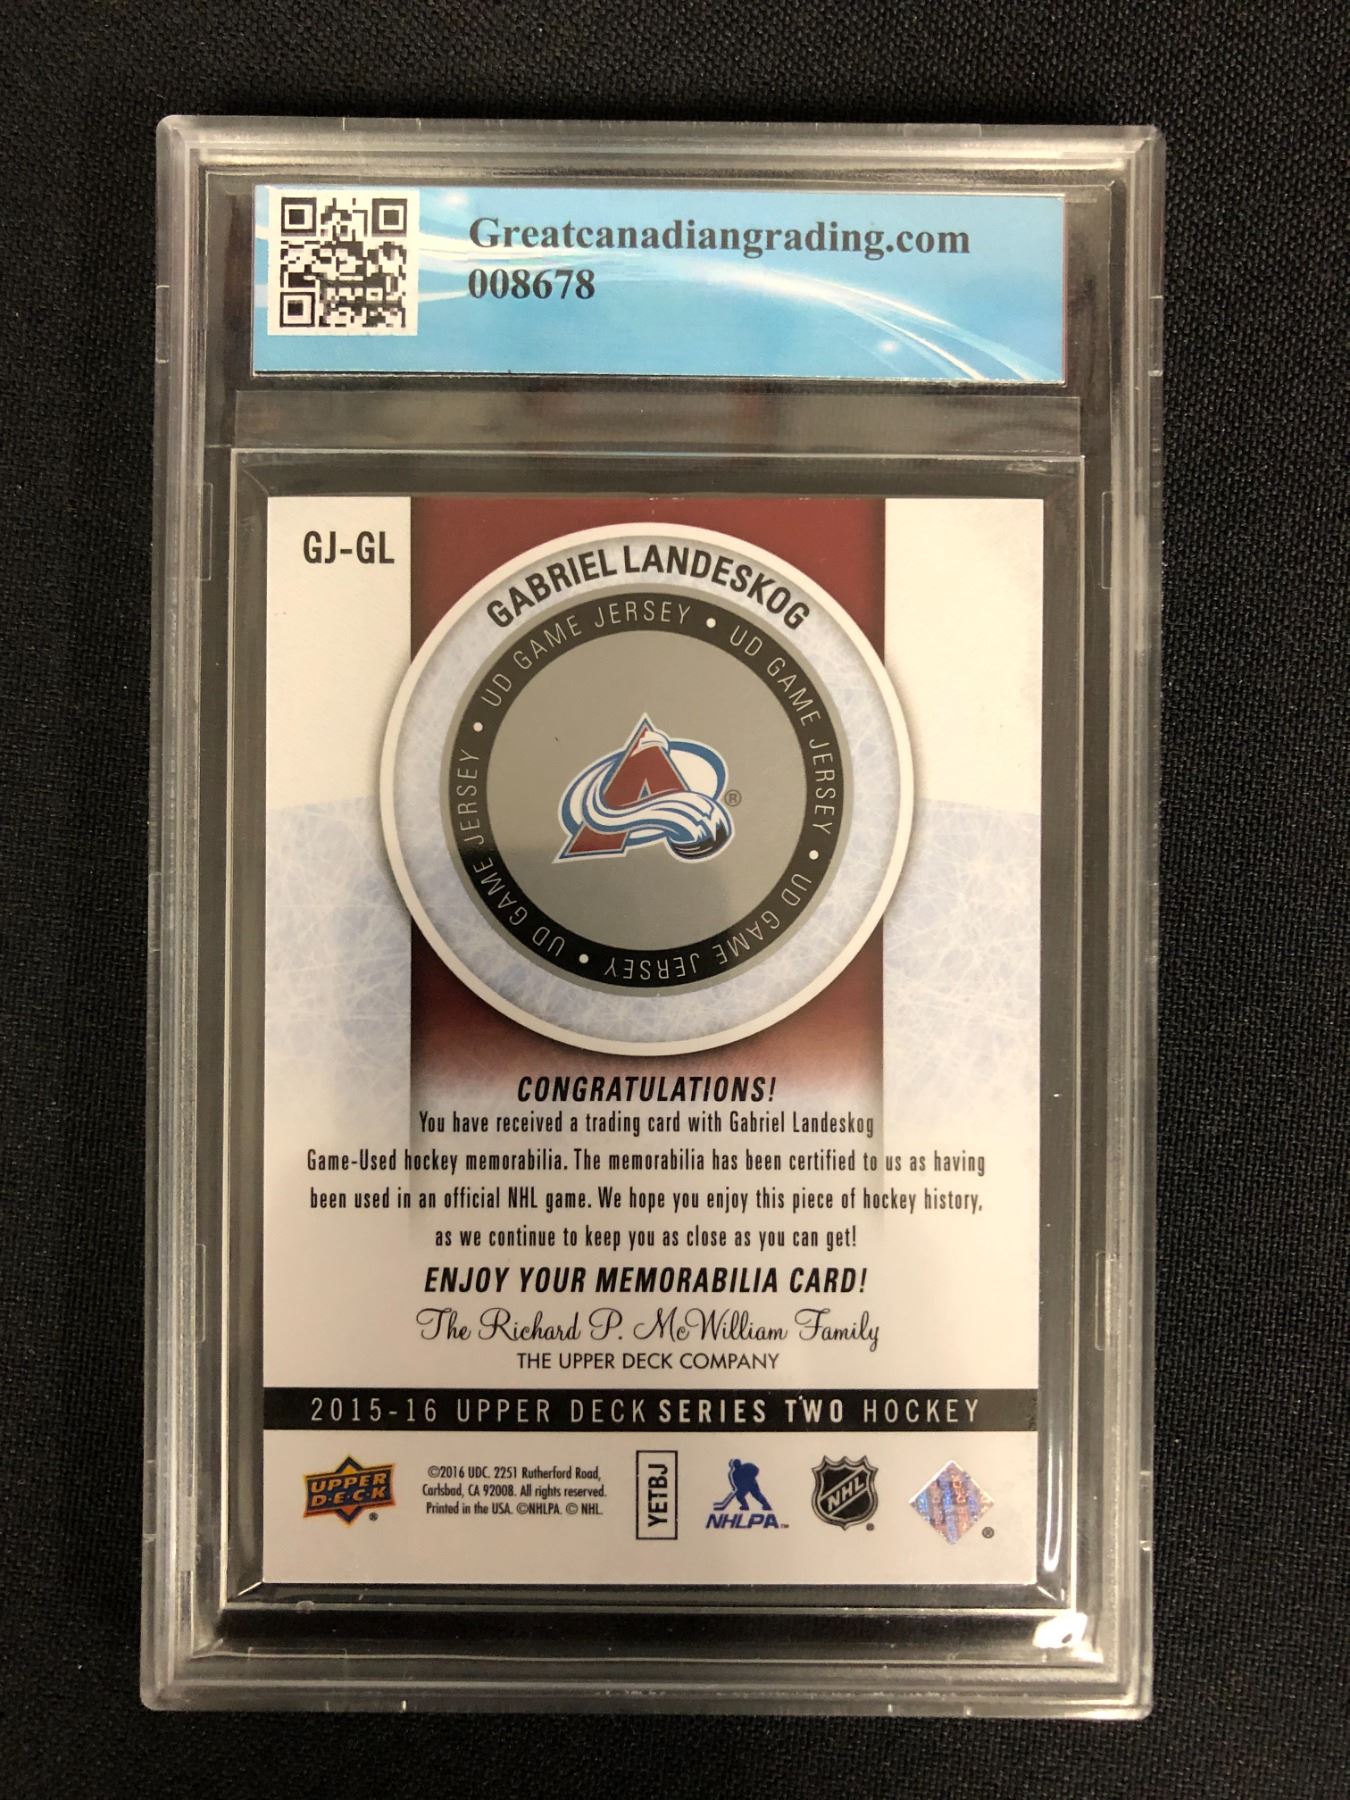 Greatcanadiangrading.com
008678
GJ-GL
GABRIEL LANDESKOG
UD GAME JERSEY • UD GAME JERSEY • UD GAME JERSEY • UD GAME JERSEY •
®
CONGRATULATIONS!
You have received a trading card with Gabriel Landeskog
Game-Used hockey memorabilia. The memorabilia has been certified to us as having
been used in an official NHL game. We hope you enjoy this piece of hockey history,
as we continue to keep you as close as you can get!
ENJOY YOUR MEMORABILIA CARD!
The Richard P. McWilliam Family
THE UPPER DECK COMPANY
2015-16 UPPER DECK SERIES TWO HOCKEY
UPPER
D·E·C·K
®
©2016 UDC. 2251 Rutherford Road,
Carlsbad, CA 92008. All rights reserved.
Printed in the USA. ©NHLPA. © NHL.
YETBJ
NHLPA™
NHL
®
®